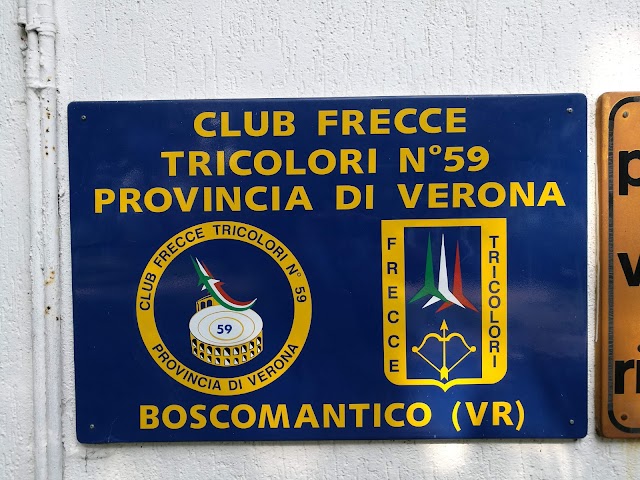 CLUB FRECCE
TRICOLORI N°59
PROVINCIA DI VERONA
CLUB FRECCE TRICOLORI N° 59
59
PROVINCIA DI VERONA
FRECCE
TRICOLORI
BOSCOMANTICO (VR)